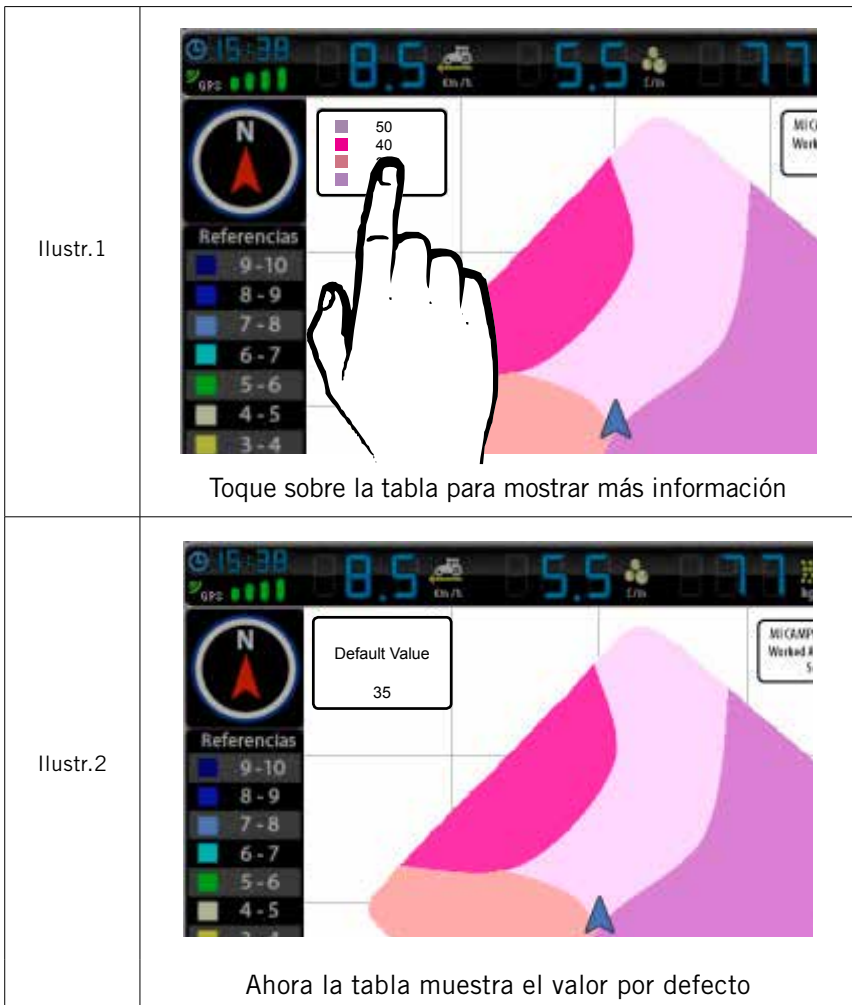 Ilustr.1
15:38
GPS
8.5
Km/h
5.5
77
N
50
40
Referencias
9-10
8-9
7-8
6-7
5-6
4-5
3-4
Toque sobre la tabla para mostrar más información
Ilustr.2
15:38
GPS
8.5
Km/h
5.5
77
N
Default Value
35
MI CAMP
Worked A
Referencias
9-10
8-9
7-8
6-7
5-6
4-5
Ahora la tabla muestra el valor por defecto